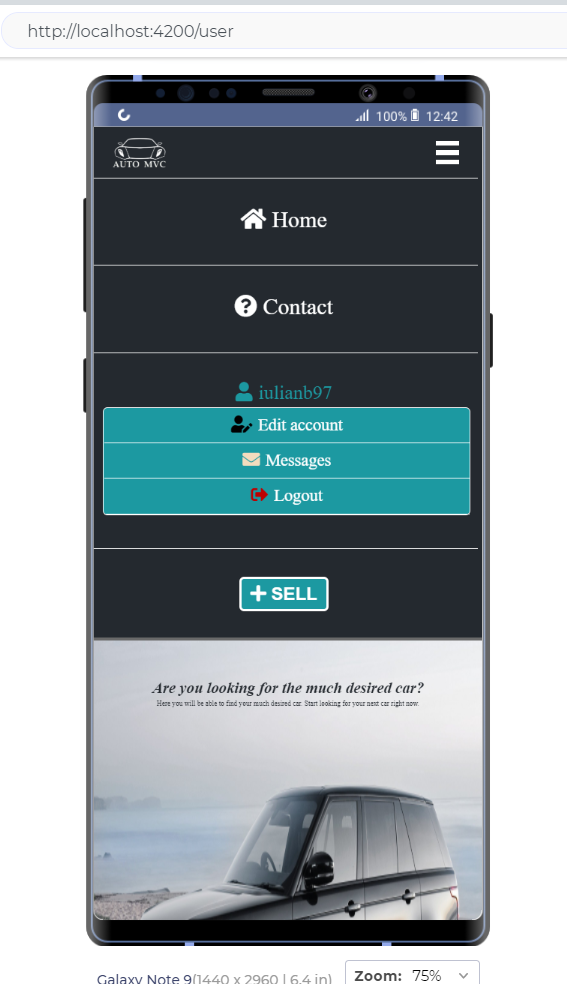 http://localhost:4200/user
100% 12:42
AUTO MVC
Home
Contact
iulianb97
Edit account
Messages
Logout
SELL
Are you looking for the much desired car?
Here you will be able to find your much desired car. Start looking for your next car right now.
Galaxy Note 9(1440 x 2960 | 6.4 in) Zoom: 75%